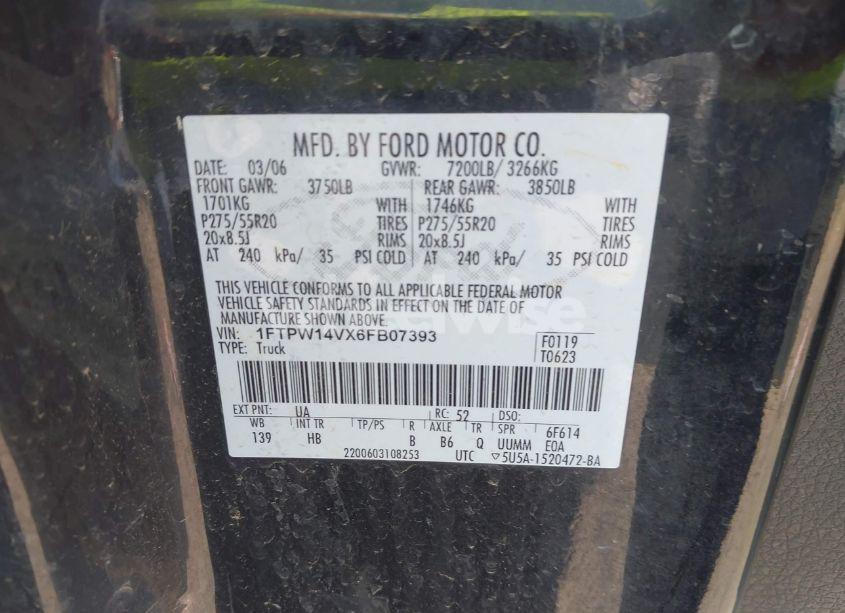 MFD. BY FORD MOTOR CO.
DATE: 03/06 GVWR: 7200LB/ 3266KG
FRONT GAWR: 3750LB REAR GAWR: 3850LB
1701KG WITH 1746KG WITH
P275/55R20 TIRES P275/55R20 TIRES
20x8.5J RIMS 20x8.5J RIMS
AT 240 kPa/ 35 PSI COLD AT 240 kPa/ 35 PSI COLD
THIS VEHICLE CONFORMS TO ALL APPLICABLE FEDERAL MOTOR
VEHICLE SAFETY STANDARDS IN EFFECT ON THE DATE OF
MANUFACTURE SHOWN ABOVE.
VIN: 1FTPW14VX6FB07393 F0119
TYPE: Truck T0623
EXT PNT: UA RC: 52 DSO:
WB INT TR TP/PS R AXLE TR SPR 6F614
139 HB B B6 Q UUMM EOA
2200603108253 UTC ▽5U5A-1520472-BA